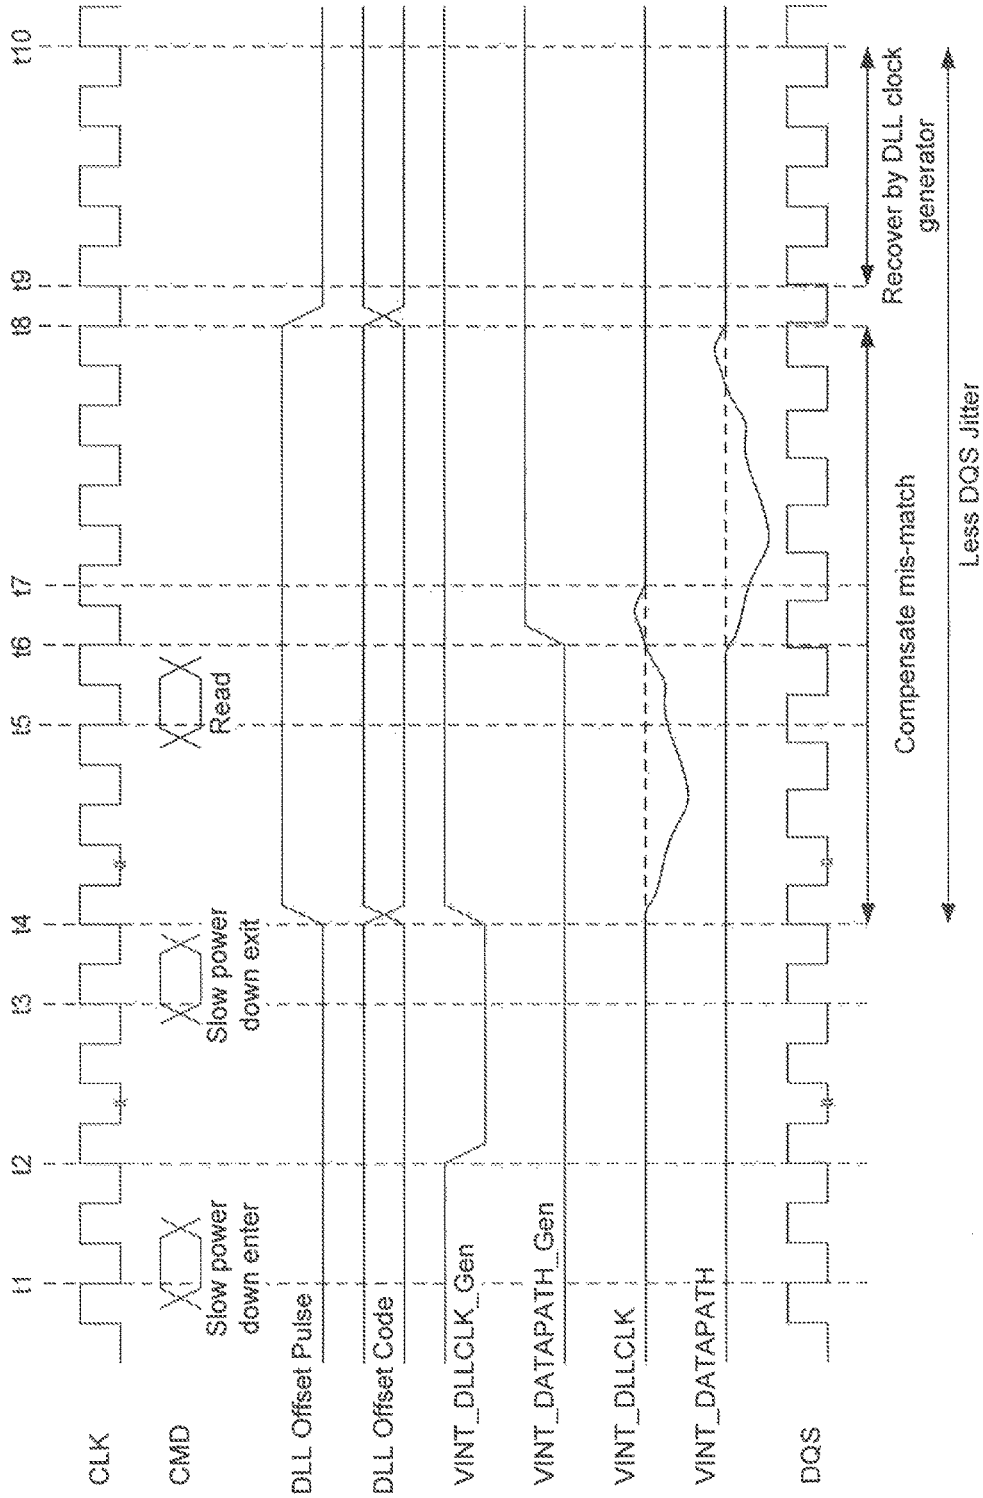 t1 t2 t3 t4 t5 t6 t7 t8 t9 t10
CLK
CMD
Slow power
down enter
Slow power
down exit
Read
DLL Offset Pulse
DLL Offset Code
VINT_DLLCLK_Gen
VINT_DATAPATH_Gen
VINT_DLLCLK
VINT_DATAPATH
DQS
Compensate mis-match
Recover by DLL clock
generator
Less DQS Jitter